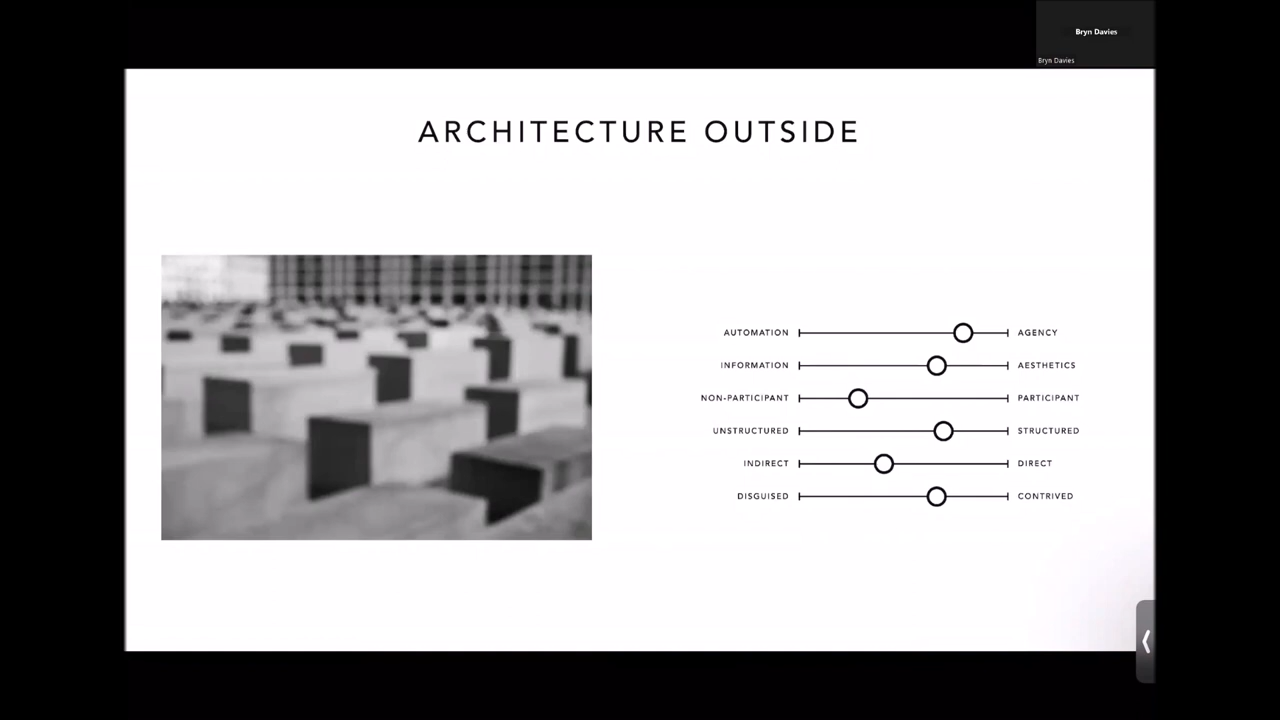 Bryn Davies
Bryn Davies
ARCHITECTURE OUTSIDE
AUTOMATION AGENCY
INFORMATION AESTHETICS
NON-PARTICIPANT PARTICIPANT
UNSTRUCTURED STRUCTURED
INDIRECT DIRECT
DISGUISED CONTRIVED